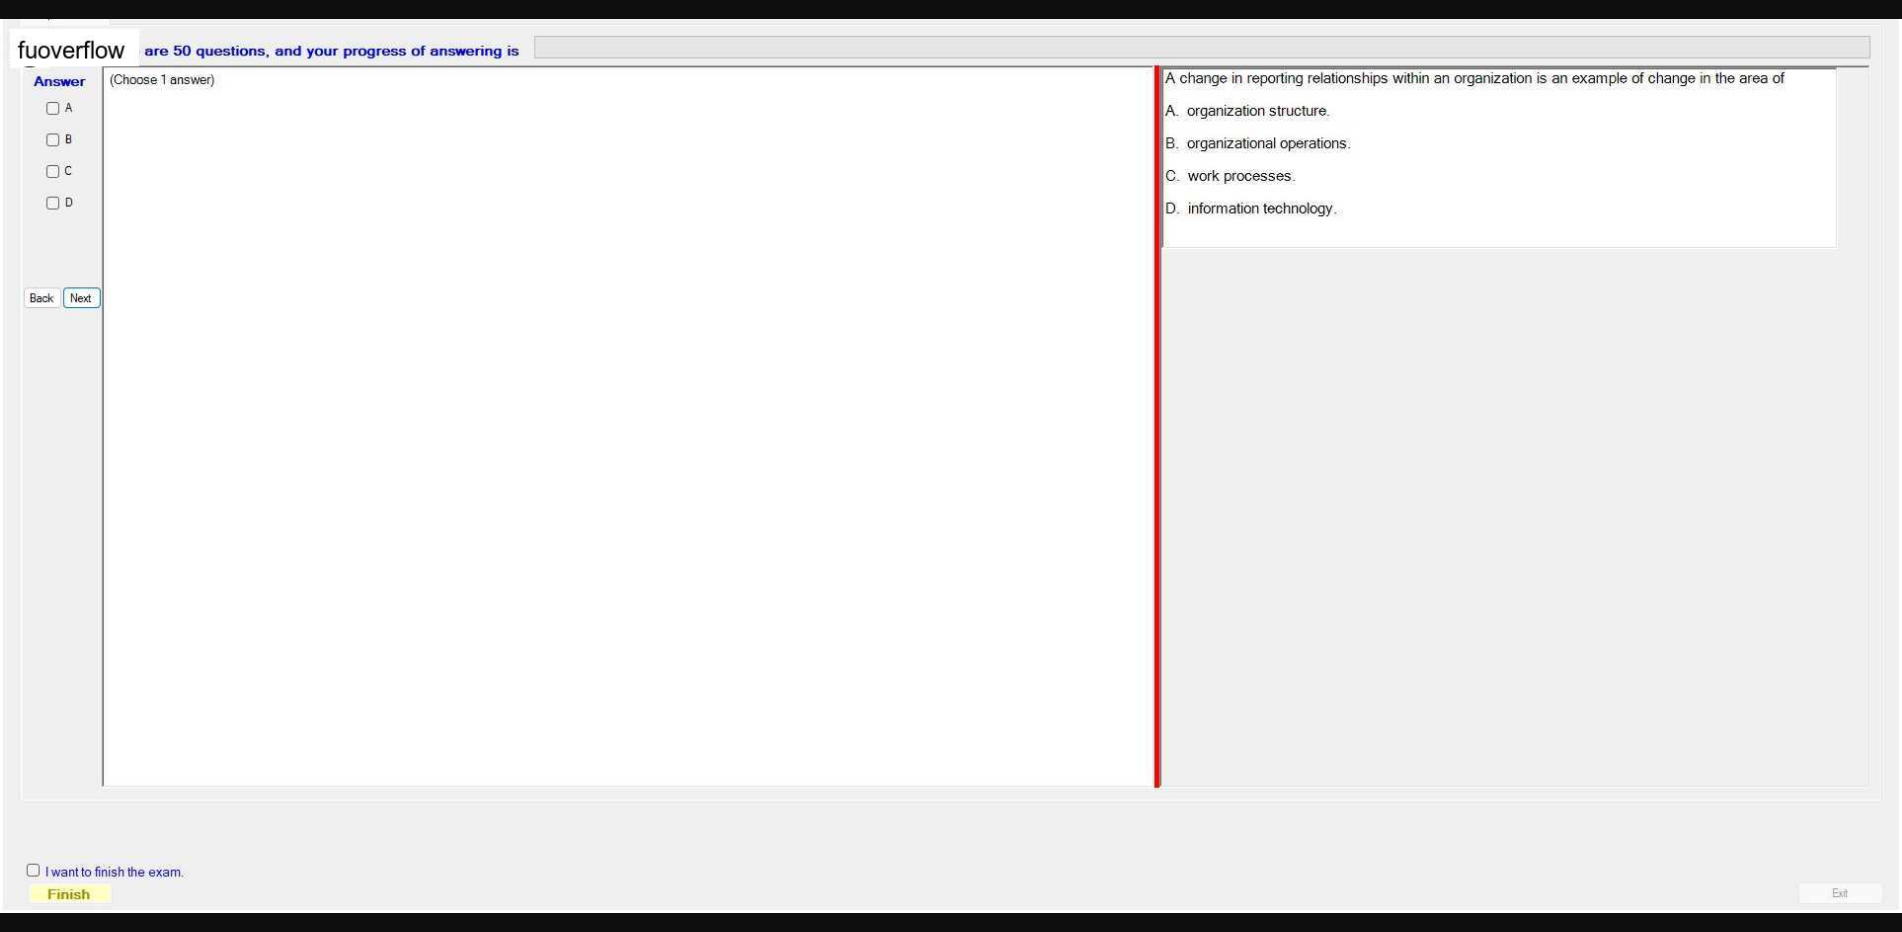 fuoverflow are 50 questions, and your progress of answering is
Answer
(Choose 1 answer)
A
B
C
D
Back Next
A change in reporting relationships within an organization is an example of change in the area of
A. organization structure.
B. organizational operations.
C. work processes.
D. information technology.
I want to finish the exam.
Finish
Exit